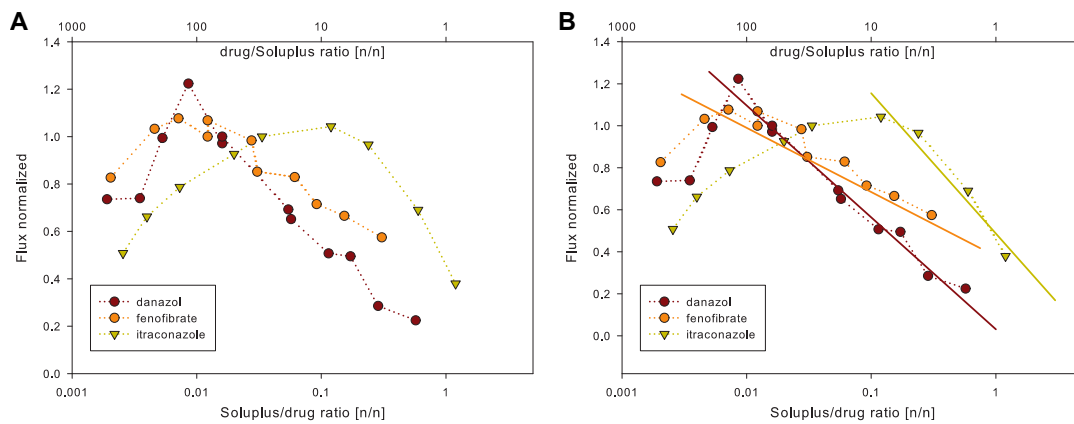 A
1000 100 10 1
drug/Soluplus ratio [n/n]
1.4
1.2
1.0
0.8
0.6
0.4
0.2
0.0
Flux normalized
danazol
fenofibrate
itraconazole
0.001 0.01 0.1 1
Soluplus/drug ratio [n/n]
B
1000 100 10 1
drug/Soluplus ratio [n/n]
1.4
1.2
1.0
0.8
0.6
0.4
0.2
0.0
Flux normalized
danazol
fenofibrate
itraconazole
0.001 0.01 0.1 1
Soluplus/drug ratio [n/n]